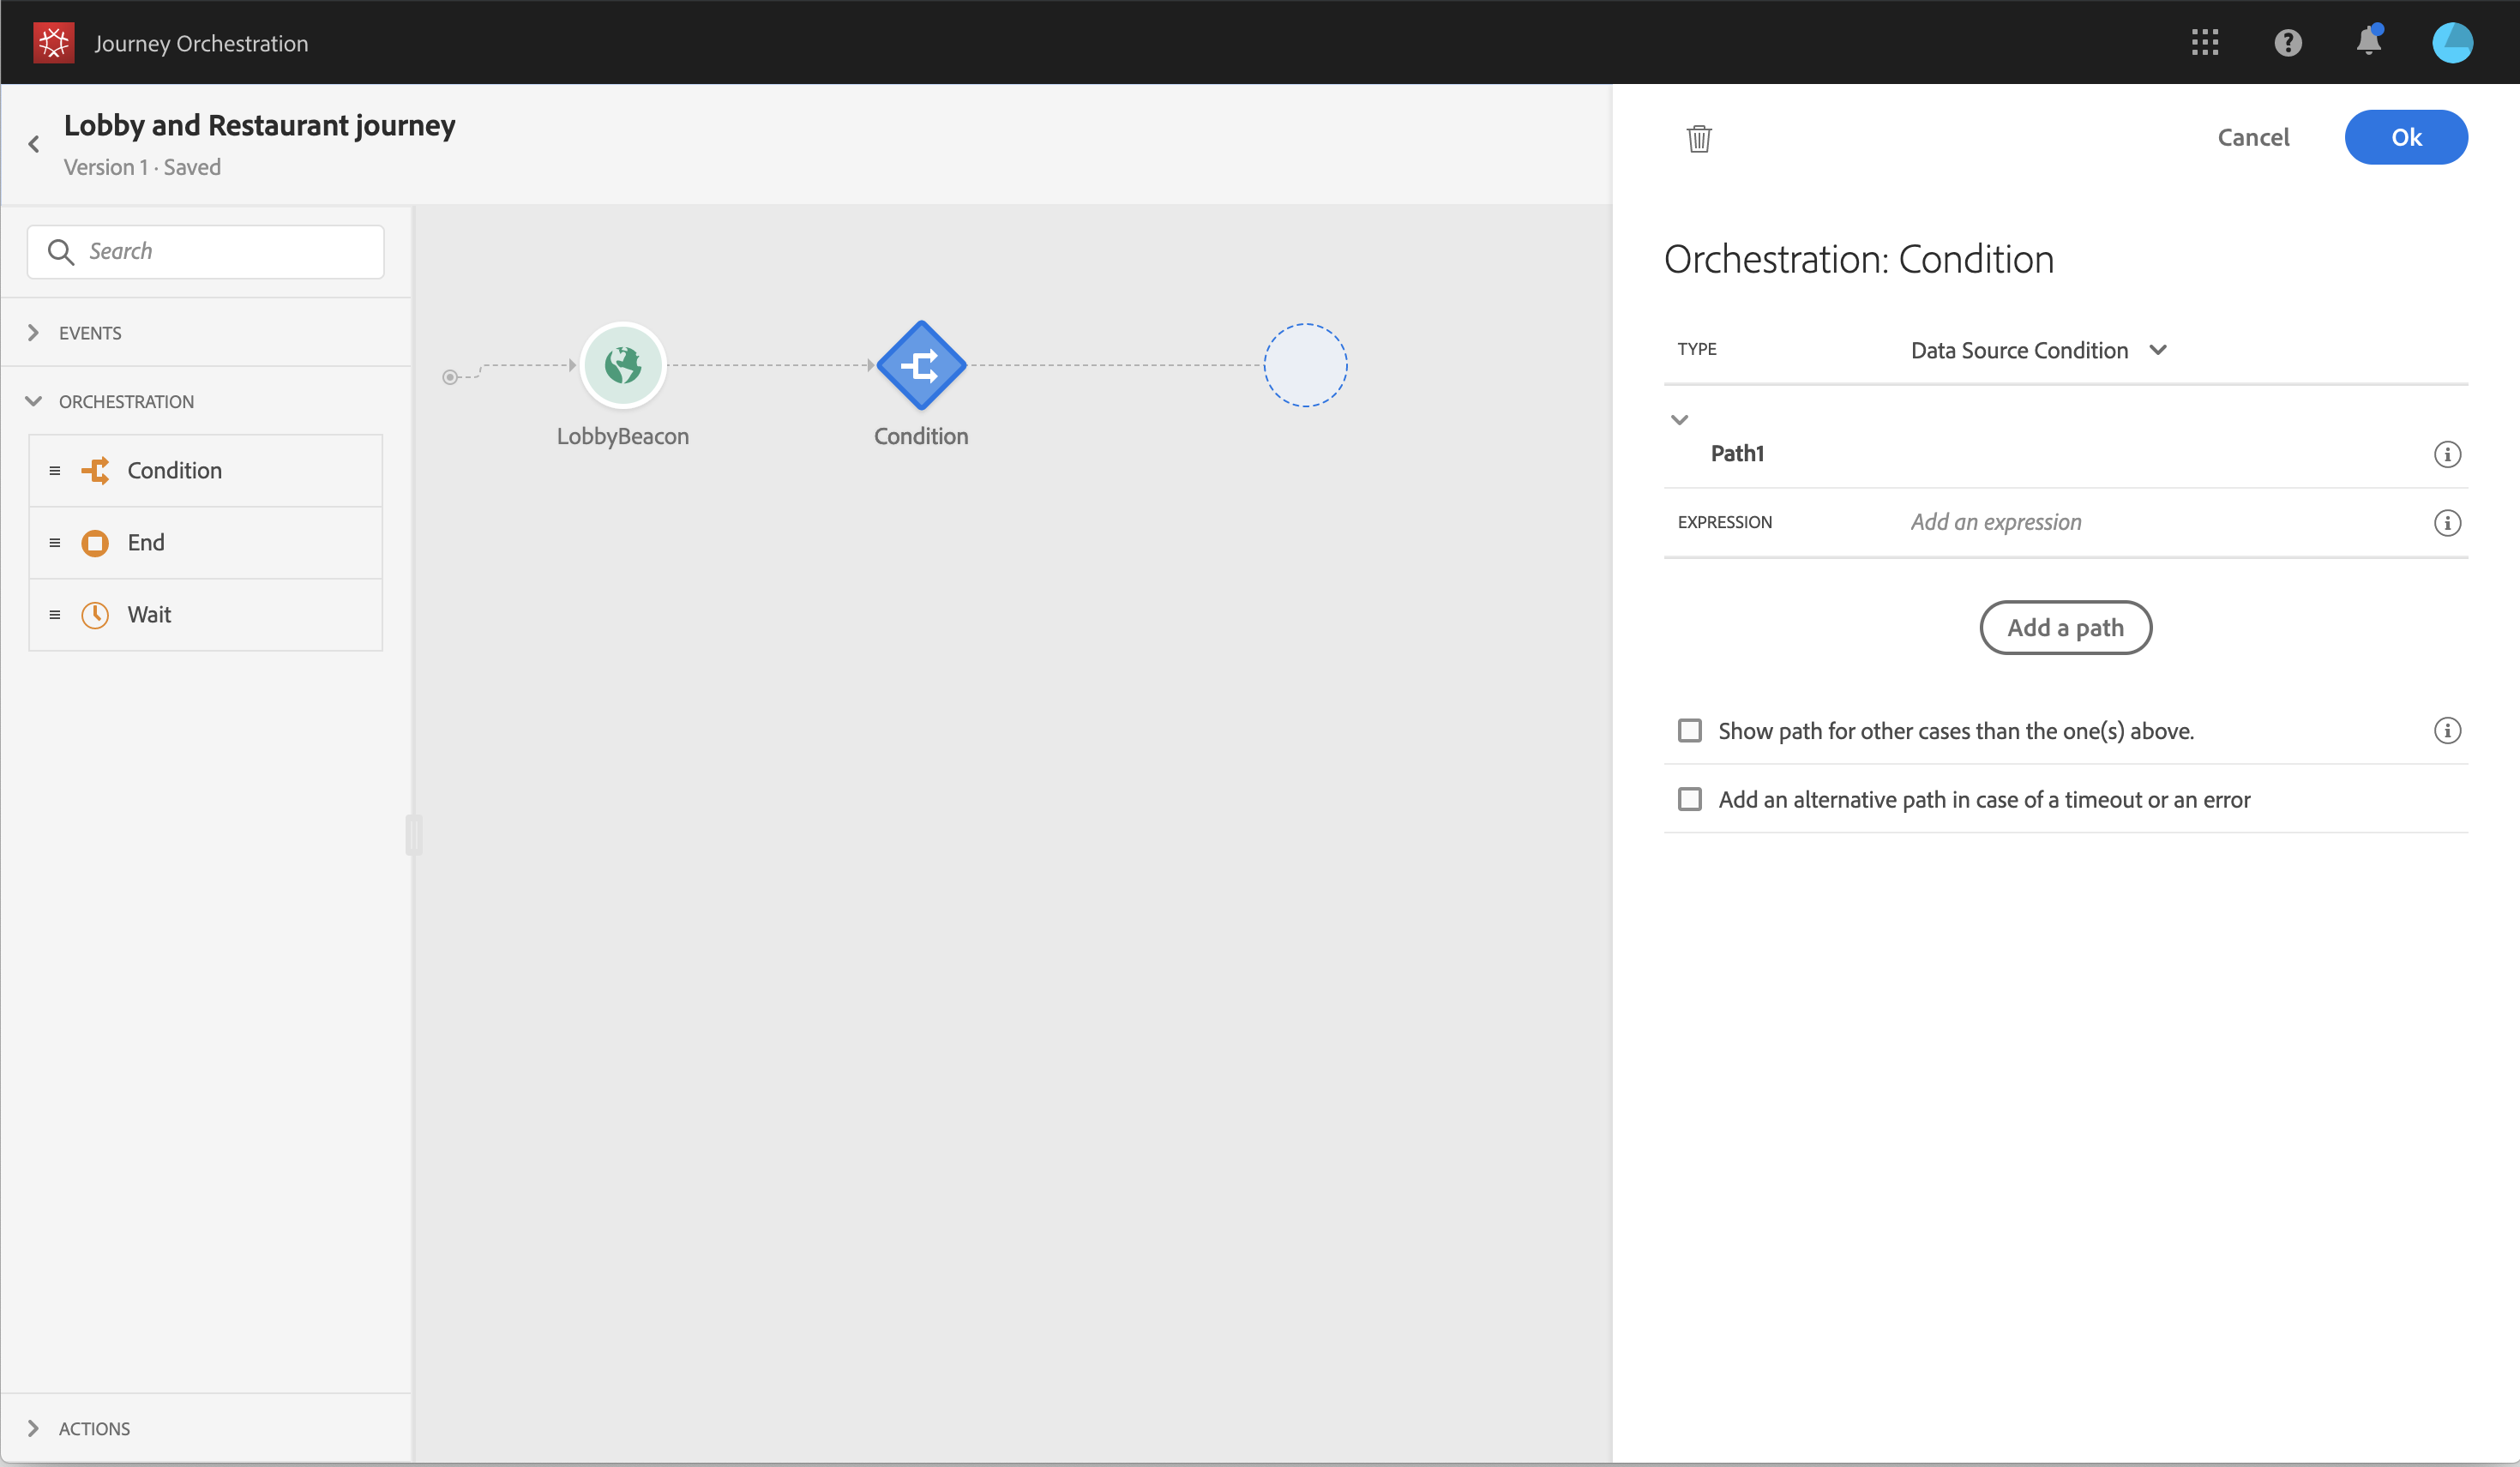 Journey Orchestration
Lobby and Restaurant journey
Version 1 · Saved
Search
EVENTS
ORCHESTRATION
Condition
End
Wait
ACTIONS
LobbyBeacon
Condition
Cancel
Ok
Orchestration: Condition
TYPE Data Source Condition
Path1
EXPRESSION Add an expression
Add a path
Show path for other cases than the one(s) above.
Add an alternative path in case of a timeout or an error